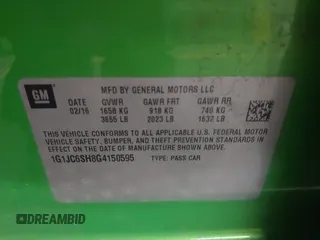 GM
MFD BY GENERAL MOTORS LLC
DATE GVWR GAWR FRT GAWR RR
02/16 1658 KG 918 KG 740 KG
3655 LB 2023 LB 1632 LB
THIS VEHICLE CONFORMS TO ALL APPLICABLE U.S. FEDERAL MOTOR
VEHICLE SAFETY, BUMPER, AND THEFT PREVENTION STANDARDS
IN EFFECT ON THE DATE OF MANUFACTURE SHOWN ABOVE.
1G1JC6SH8G4150595 TYPE: PASS CAR
DREAMBID